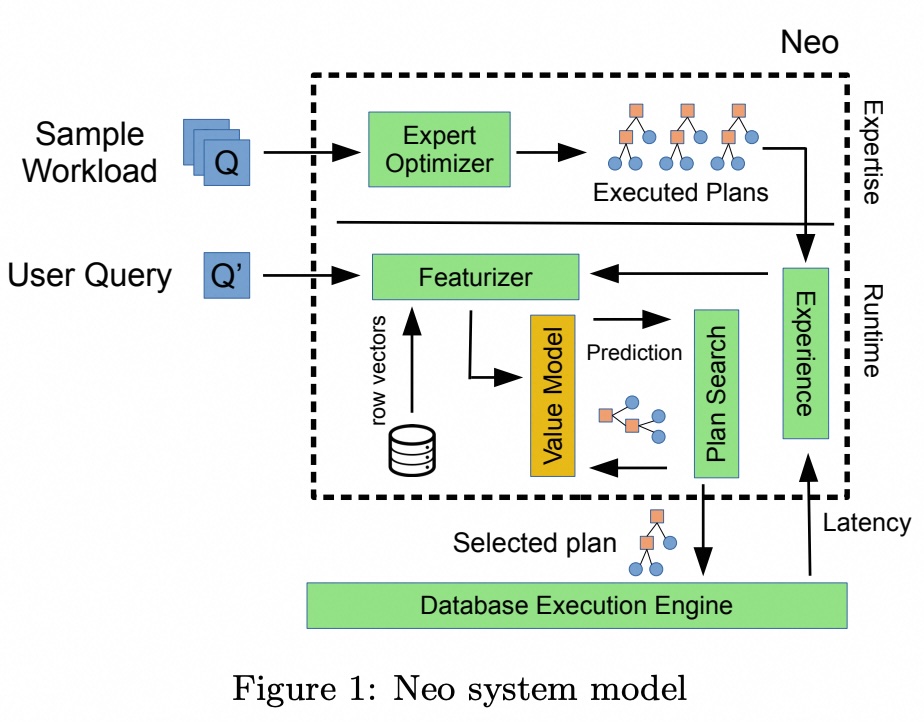 Neo
Sample
Workload
Q
Expert
Optimizer
Executed Plans
Expertise
User Query
Q’
Featurizer
Runtime
row vectors
Value Model
Prediction
Plan Search
Experience
Selected plan
Latency
Database Execution Engine
Figure 1: Neo system model